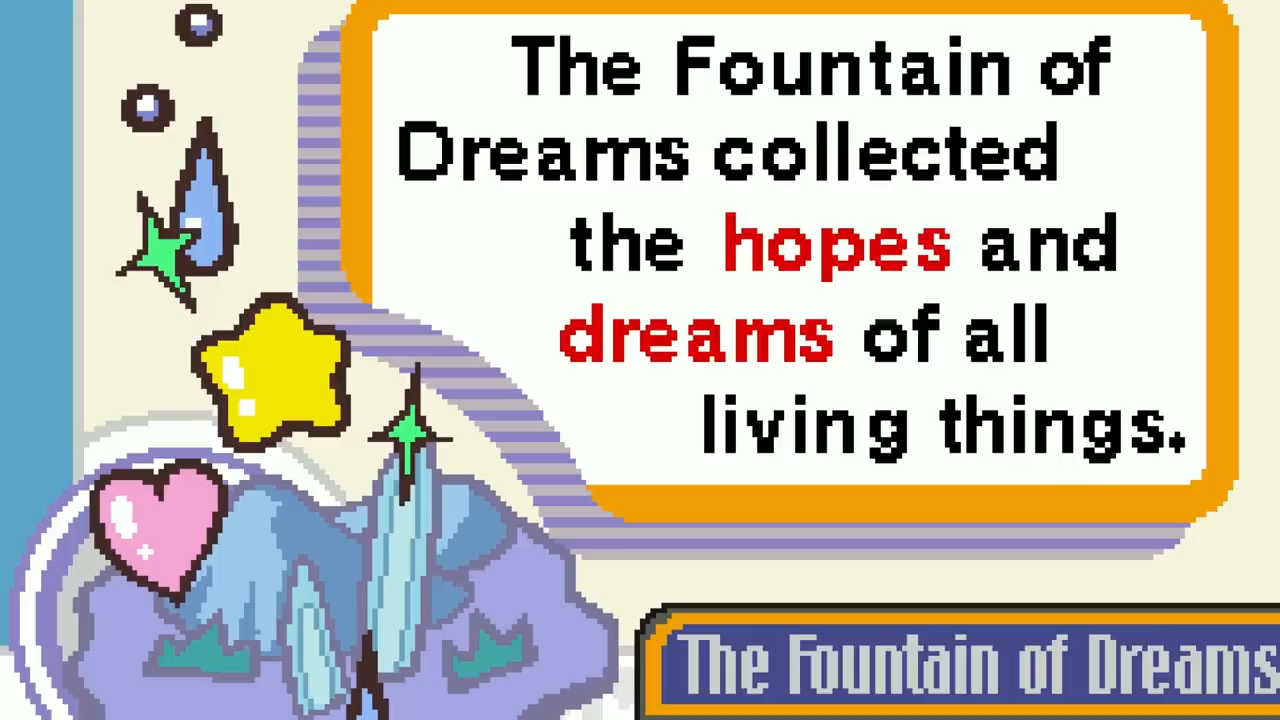 The Fountain of
Dreams collected
the hopes and
dreams of all
living things.
The Fountain of Dreams